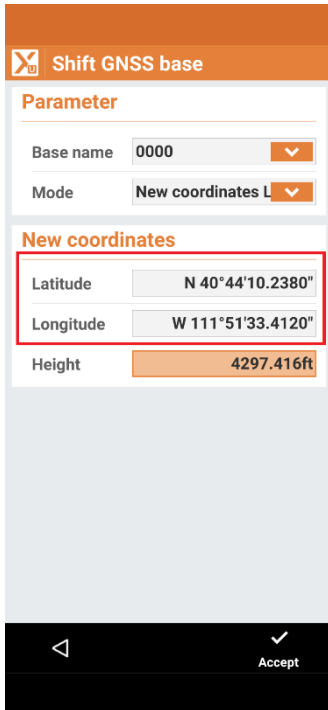 Xu Shift GNSS base
Parameter
Base name 0000
Mode New coordinates L
New coordinates
Latitude N 40°44'10.2380"
Longitude W 111°51'33.4120"
Height 4297.416ft
Accept